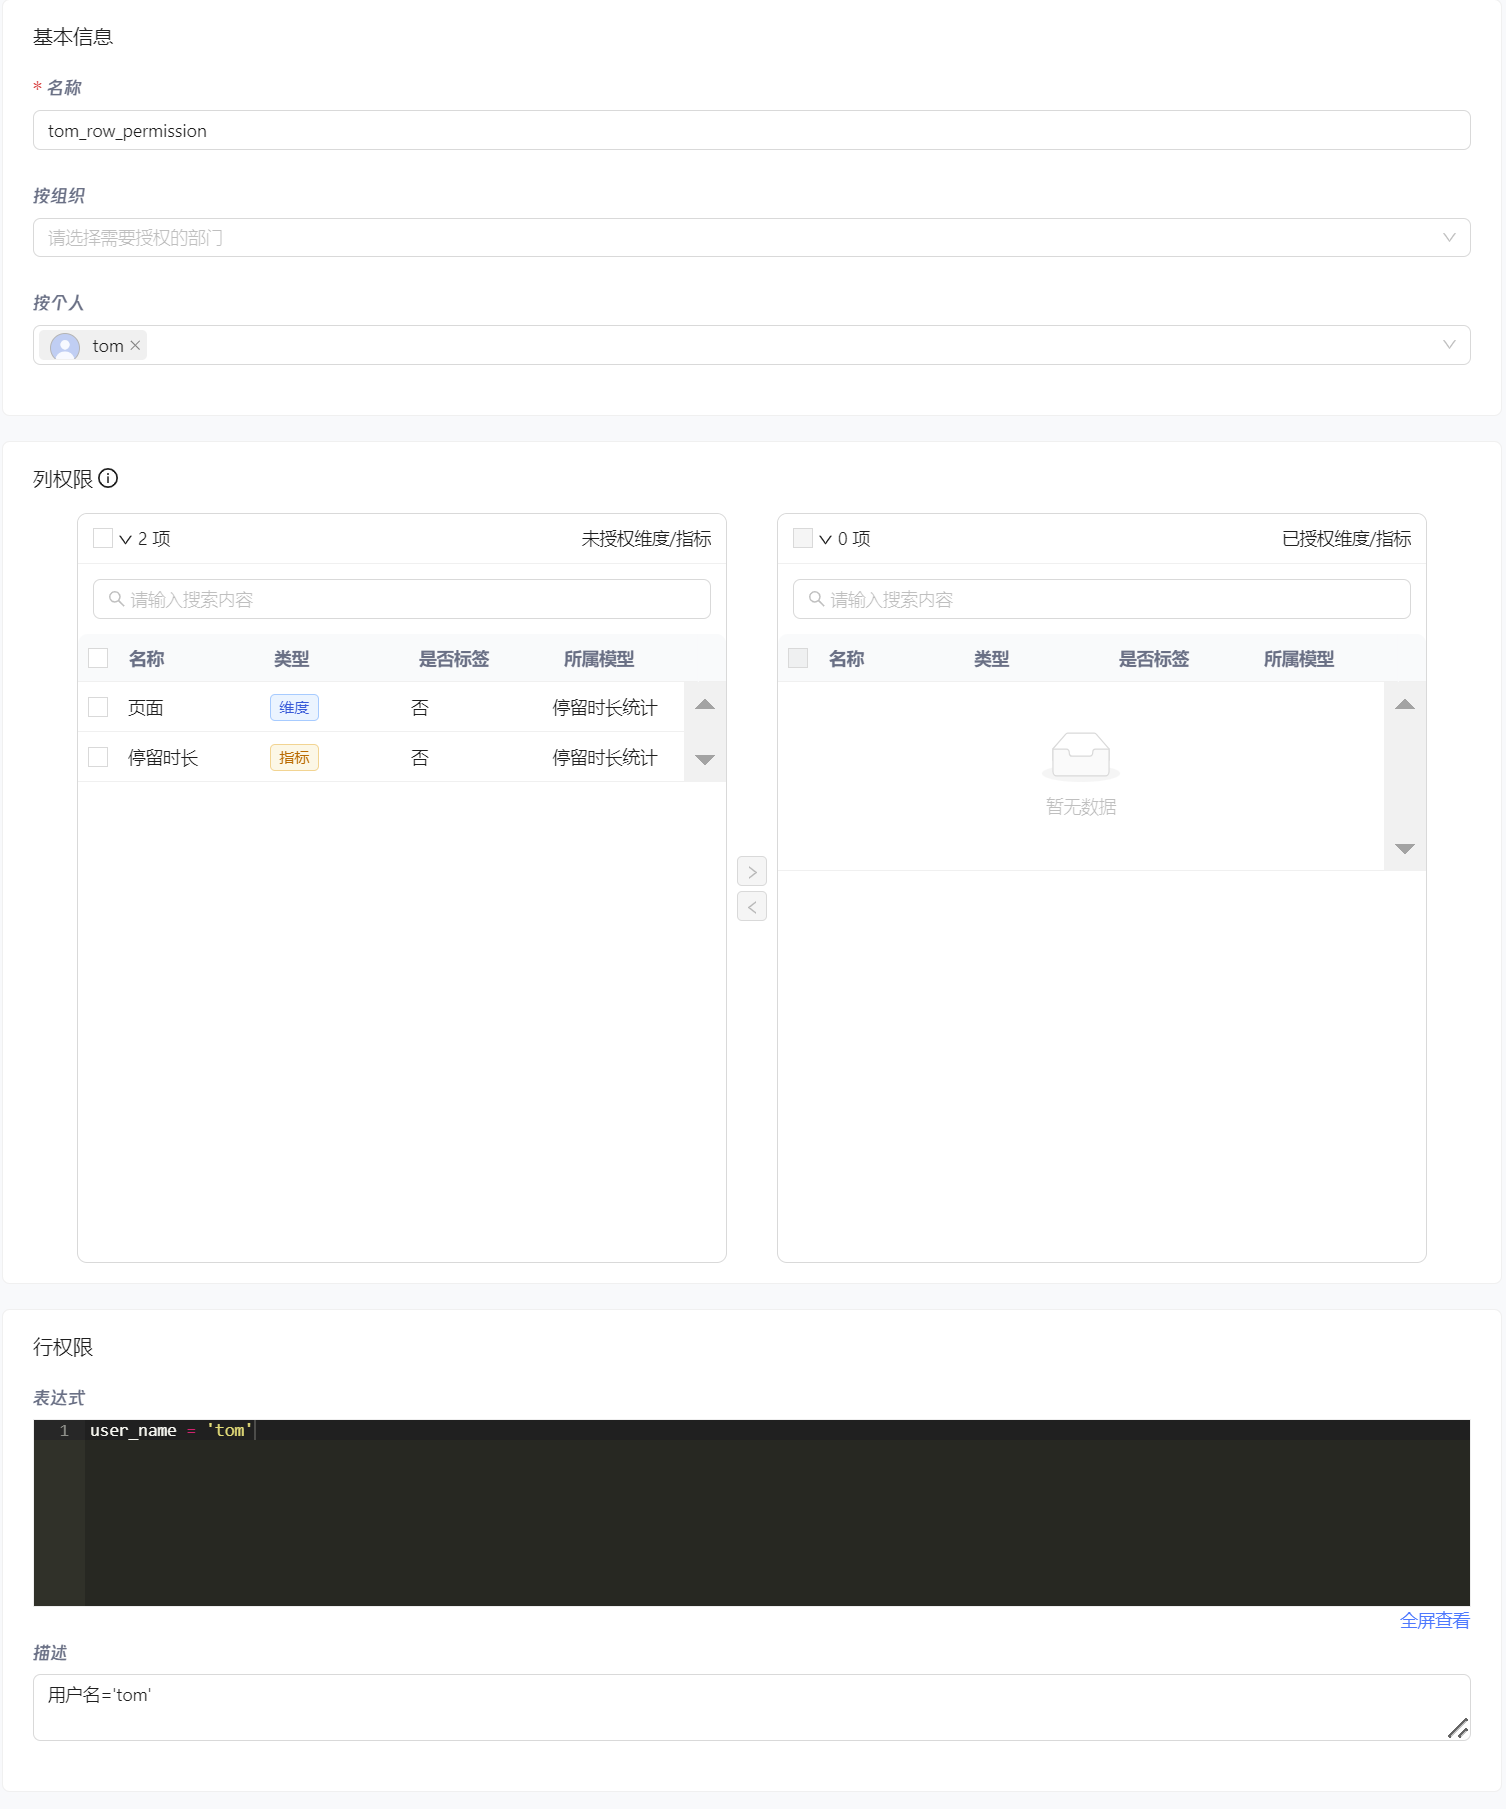 基本信息
* 名称
tom_row_permission
按组织
请选择需要授权的部门
按个人
tom
列权限
2 项 未授权维度/指标
请输入搜索内容
名称 类型 是否标签 所属模型
页面 维度 否 停留时长统计
停留时长 指标 否 停留时长统计
0 项 已授权维度/指标
请输入搜索内容
名称 类型 是否标签 所属模型
暂无数据
行权限
表达式
1 user_name = 'tom'
全屏查看
描述
用户名='tom'